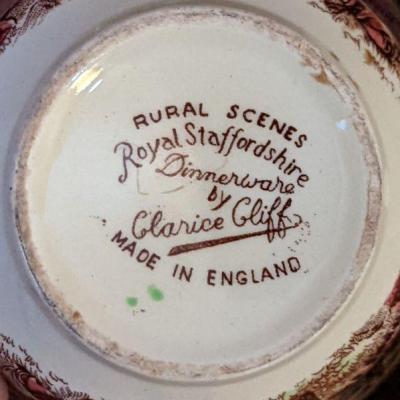 RURAL SCENES
Royal Staffordshire
Dinnerware
by
Clarice Cliff
MADE IN ENGLAND